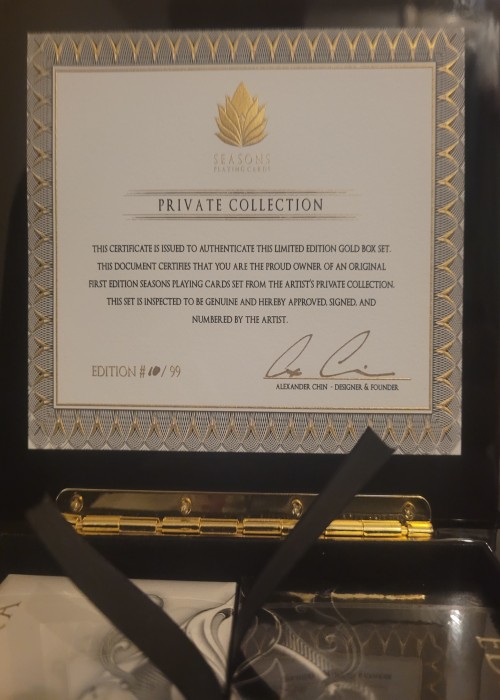 SEASONS
PLAYING CARDS
PRIVATE COLLECTION
THIS CERTIFICATE IS ISSUED TO AUTHENTICATE THIS LIMITED EDITION GOLD BOX SET.
THIS DOCUMENT CERTIFIES THAT YOU ARE THE PROUD OWNER OF AN ORIGINAL
FIRST EDITION SEASONS PLAYING CARDS SET FROM THE ARTIST'S PRIVATE COLLECTION.
THIS SET IS INSPECTED TO BE GENUINE AND HEREBY APPROVED, SIGNED, AND
NUMBERED BY THE ARTIST.
EDITION # 10 / 99
ALEXANDER CHIN - DESIGNER & FOUNDER